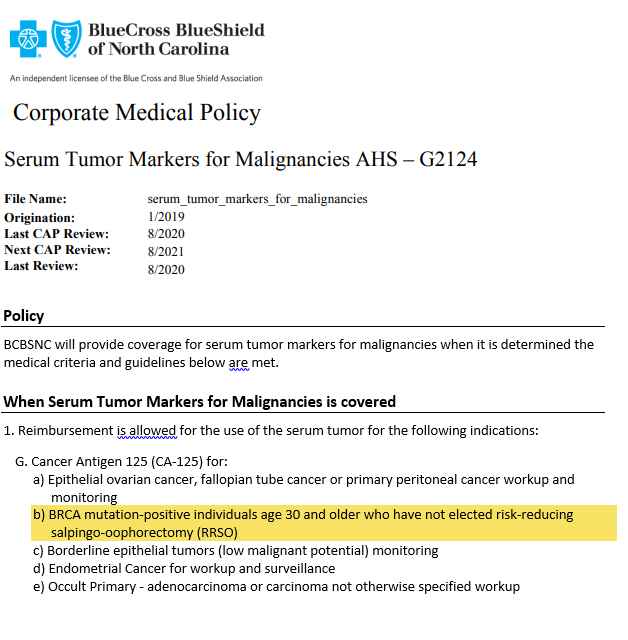 BlueCross BlueShield
of North Carolina
An independent licensee of the Blue Cross and Blue Shield Association
Corporate Medical Policy
Serum Tumor Markers for Malignancies AHS – G2124
File Name: serum_tumor_markers_for_malignancies
Origination: 1/2019
Last CAP Review: 8/2020
Next CAP Review: 8/2021
Last Review: 8/2020
Policy
BCBSNC will provide coverage for serum tumor markers for malignancies when it is determined the
medical criteria and guidelines below are met.
When Serum Tumor Markers for Malignancies is covered
1. Reimbursement is allowed for the use of the serum tumor for the following indications:
G. Cancer Antigen 125 (CA-125) for:
a) Epithelial ovarian cancer, fallopian tube cancer or primary peritoneal cancer workup and
monitoring
b) BRCA mutation-positive individuals age 30 and older who have not elected risk-reducing
salpingo-oophorectomy (RRSO)
c) Borderline epithelial tumors (low malignant potential) monitoring
d) Endometrial Cancer for workup and surveillance
e) Occult Primary - adenocarcinoma or carcinoma not otherwise specified workup